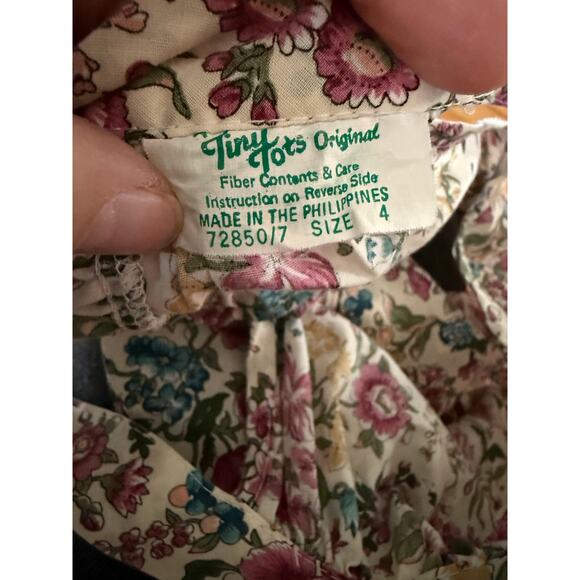 Tiny Tots Original
Fiber Contents & Care
Instruction on Reverse Side
MADE IN THE PHILIPPINES
72850/7 SIZE 4